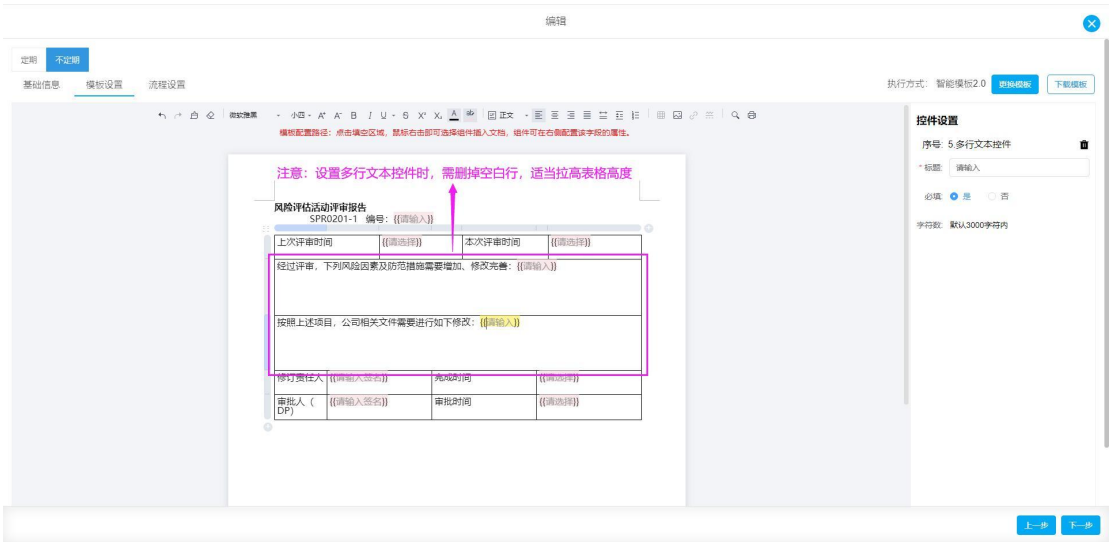 编辑
定期 不定期
基础信息 模板设置 流程设置
执行方式: 智能模板2.0 更换模板 下载模板
微软雅黑 小四 A⁺ A⁻ B I U S X² X₂ A 正文
模板配置路径：点击填空区域，鼠标右击即可选择组件插入文档，组件可在右侧配置该字段的属性。
注意：设置多行文本控件时，需删掉空白行，适当拉高表格高度
风险评估活动评审报告
SPR0201-1 编号：{{请输入}}
上次评审时间 {{请选择}} 本次评审时间 {{请选择}}
经过评审，下列风险因素及防范措施需要增加、修改完善：{{请输入}}
按照上述项目，公司相关文件需要进行如下修改：{{请输入}}
修订责任人 {{请输入签名}} 完成时间 {{请选择}}
审批人（
DP) {{请输入签名}} 审批时间 {{请选择}}
控件设置
序号: 5.多行文本控件
* 标题: 请输入
必填: 是 否
字符数: 默认3000字符内
上一步 下一步